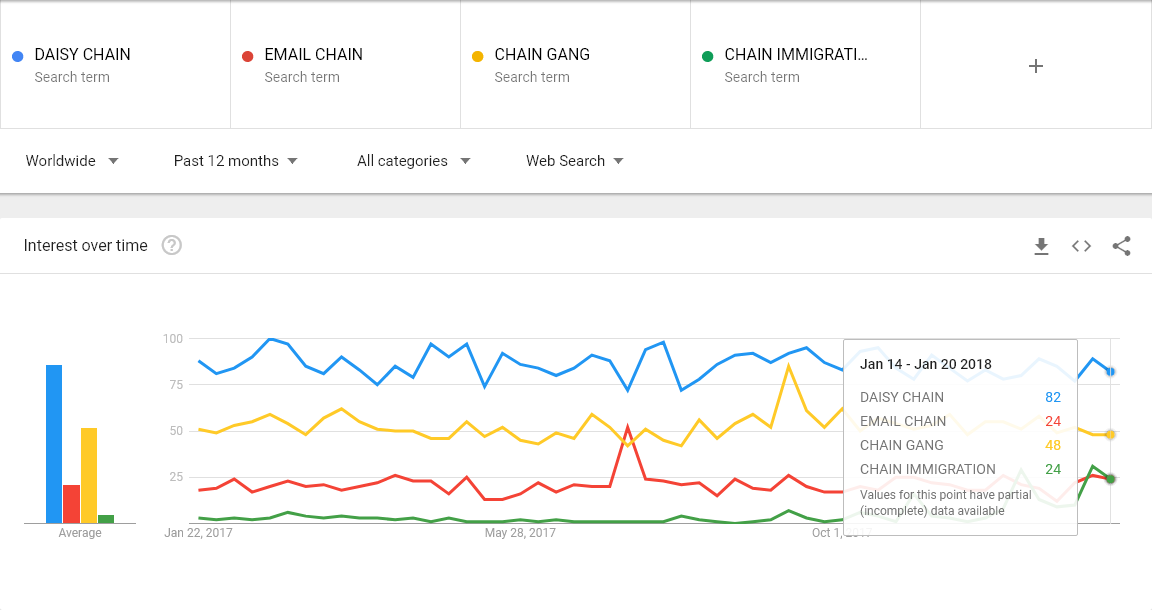 DAISY CHAIN
Search term
EMAIL CHAIN
Search term
CHAIN GANG
Search term
CHAIN IMMIGRATI...
Search term
+
Worldwide
Past 12 months
All categories
Web Search
Interest over time
?
100
75
50
25
Average
Jan 22, 2017
May 28, 2017
Oct 1, 2017
Jan 14 - Jan 20 2018
DAISY CHAIN 82
EMAIL CHAIN 24
CHAIN GANG 48
CHAIN IMMIGRATION 24
Values for this point have partial
(incomplete) data available